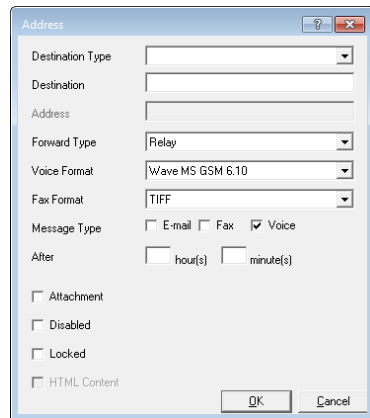 Address
Destination Type
Destination
Address
Forward Type Relay
Voice Format Wave MS GSM 6.10
Fax Format TIFF
Message Type E-mail Fax Voice
After hour(s) minute(s)
Attachment
Disabled
Locked
HTML Content
OK Cancel